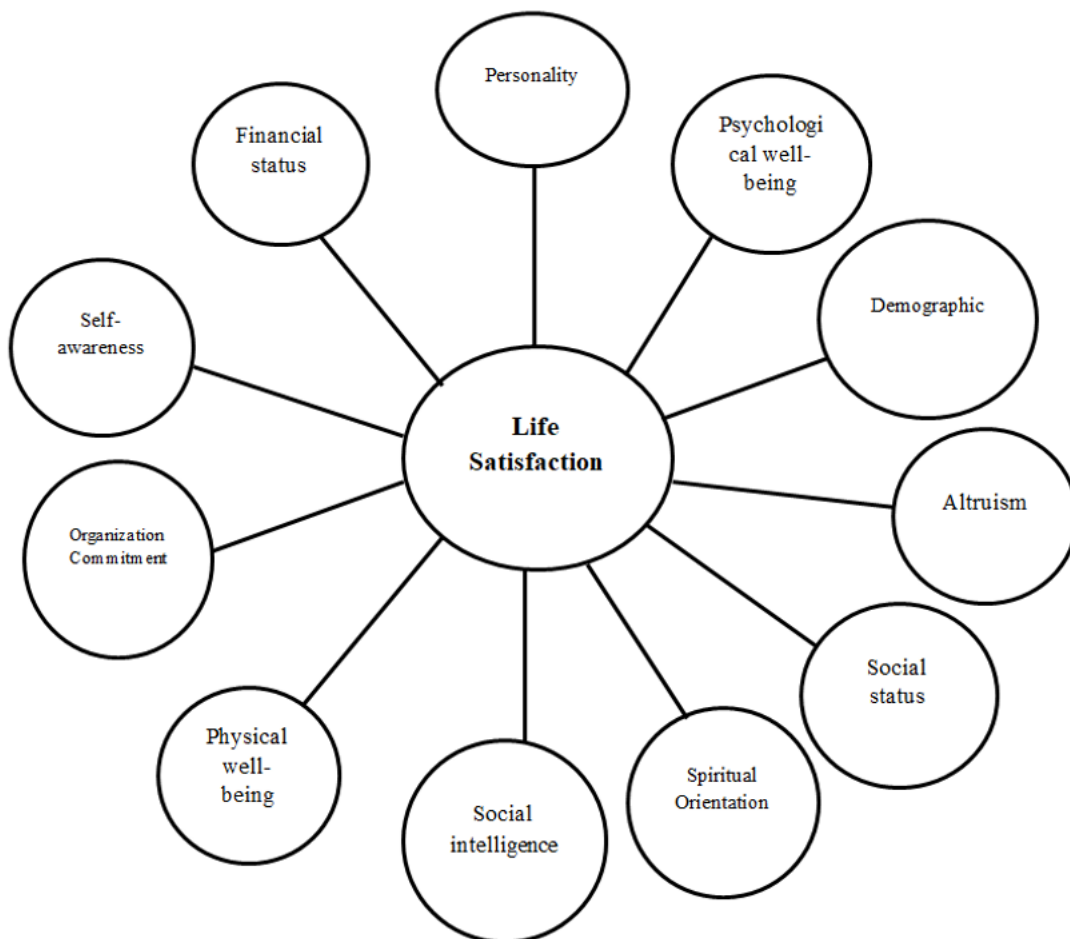 Personality
Financial
status
Psychologi
cal well-
being
Demographic
Self-
awareness
Life
Satisfaction
Altruism
Organization
Commitment
Social
status
Physical
well-
being
Spiritual
Orientation
Social
intelligence